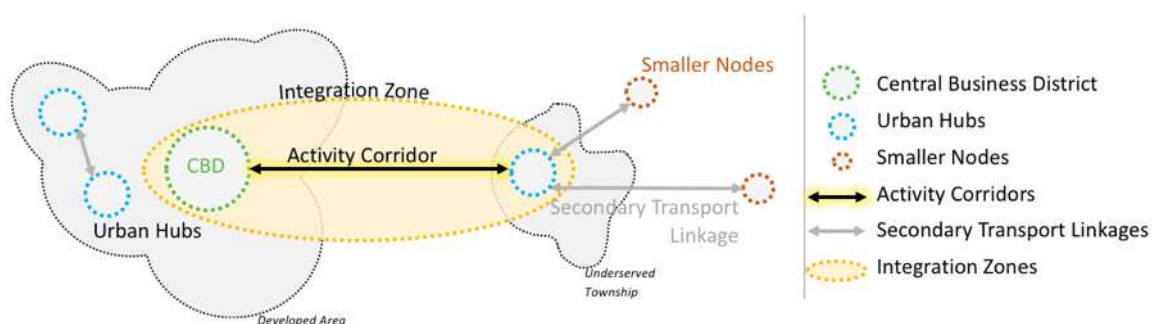 Smaller Nodes
Integration Zone
CBD
Activity Corridor
Urban Hubs
Secondary Transport
Linkage
Underserved
Township
Developed Area
Central Business District
Urban Hubs
Smaller Nodes
Activity Corridors
Secondary Transport Linkages
Integration Zones